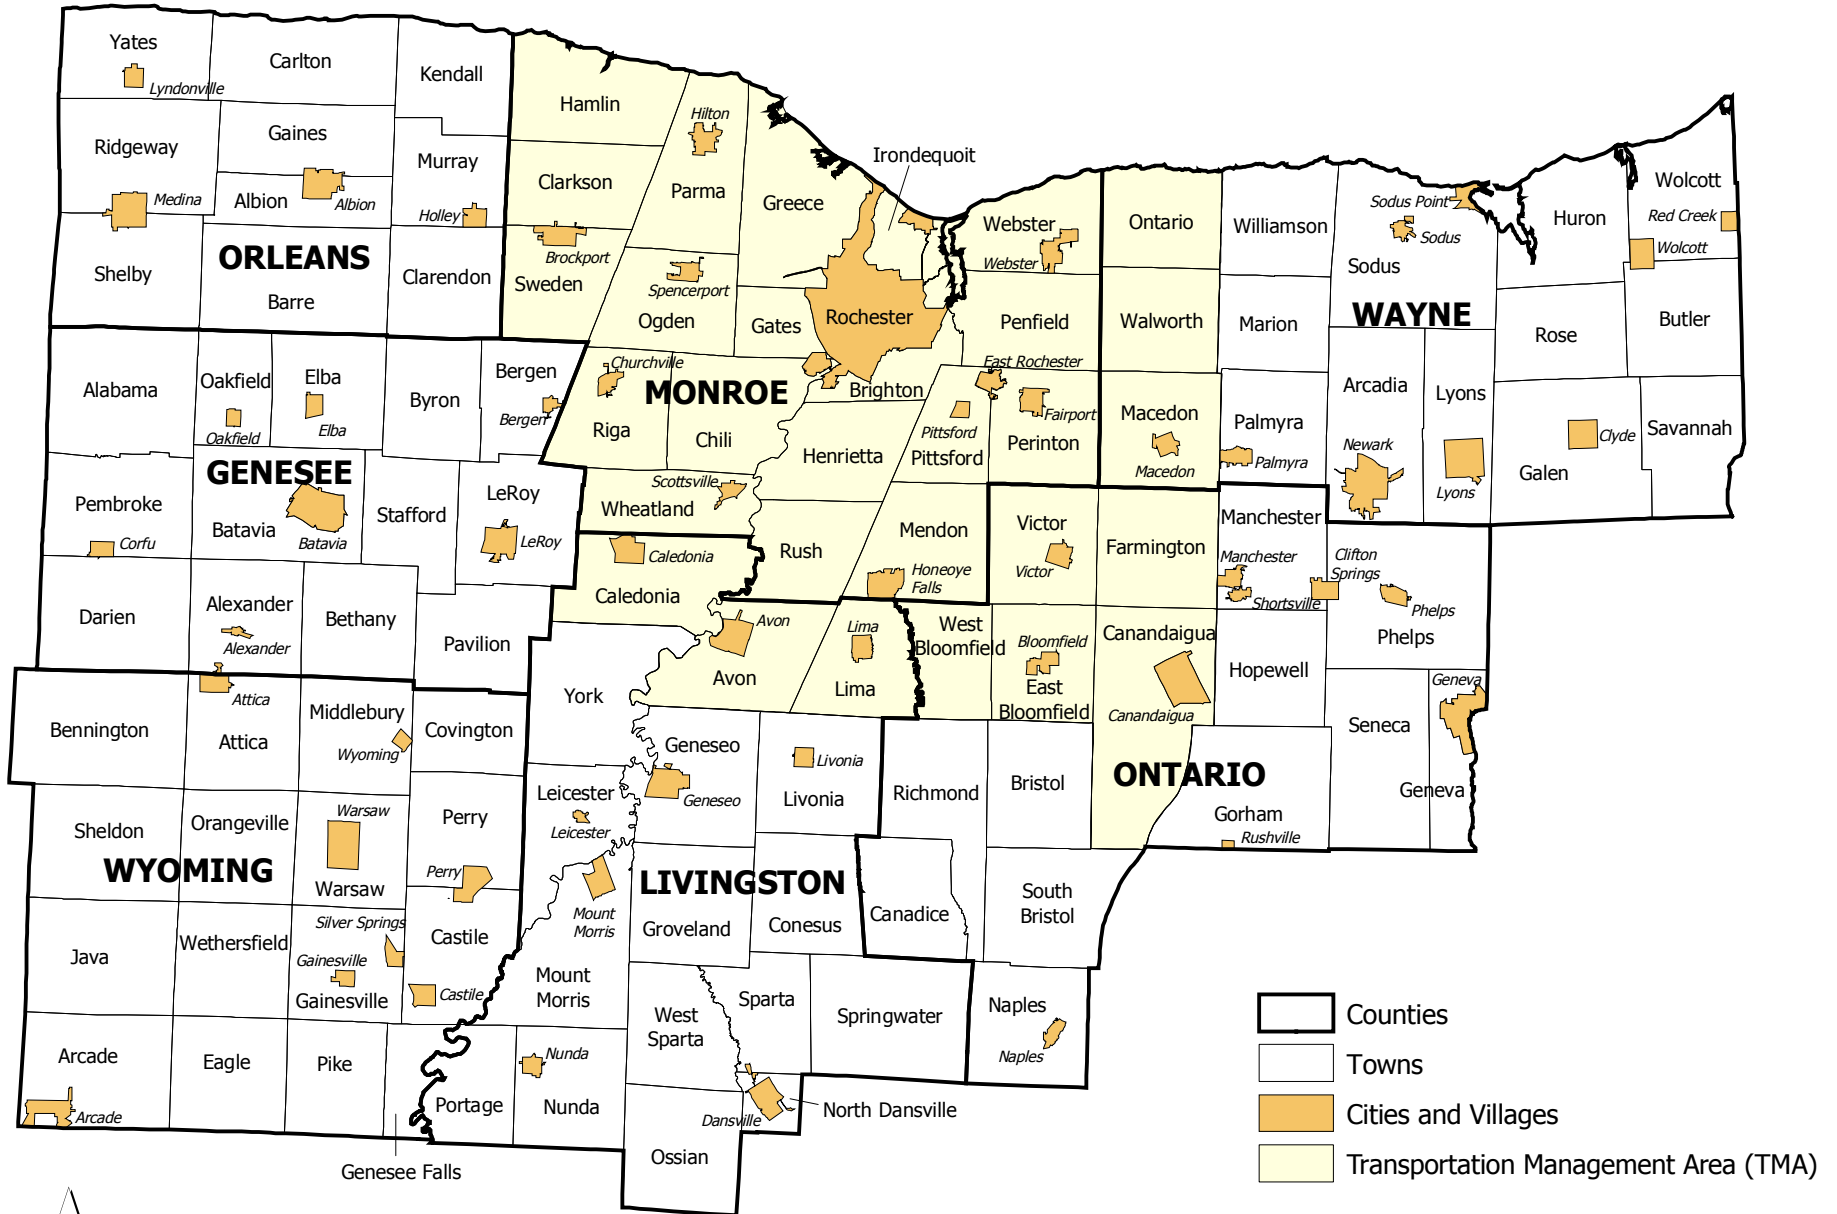 Yates
Lyndonville
Carlton
Kendall
Ridgeway
Gaines
Murray
Medina
Albion
Albion
Holley
Shelby
ORLEANS
Barre
Clarendon
Hamlin
Hilton
Clarkson
Parma
Greece
Irondequoit
Brockport
Sweden
Spencerport
Ogden
Gates
Rochester
Webster
Webster
Penfield
East Rochester
Churchville
MONROE
Brighton
Riga
Chili
Henrietta
Pittsford
Pittsford
Fairport
Perinton
Scottsville
Wheatland
Rush
Mendon
Honeoye
Falls
Ontario
Williamson
Sodus Point
Sodus
Sodus
Huron
Wolcott
Red Creek
Wolcott
WAYNE
Walworth
Marion
Rose
Butler
Macedon
Macedon
Palmyra
Palmyra
Arcadia
Newark
Lyons
Lyons
Galen
Clyde
Savannah
Alabama
Oakfield
Oakfield
Elba
Elba
Byron
Bergen
Bergen
GENESEE
Pembroke
Corfu
Batavia
Batavia
Stafford
LeRoy
LeRoy
Darien
Alexander
Alexander
Bethany
Pavilion
Caledonia
Caledonia
Avon
Avon
Lima
Lima
York
Victor
Victor
Farmington
Manchester
Manchester
Shortsville
Clifton
Springs
Phelps
Phelps
West
Bloomfield
Bloomfield
East
Bloomfield
Canandaigua
Canandaigua
Hopewell
Seneca
Geneva
Geneva
ONTARIO
Gorham
Rushville
Richmond
Bristol
Canadice
South
Bristol
Naples
Naples
Bennington
Attica
Attica
Middlebury
Wyoming
Covington
Sheldon
Orangeville
Warsaw
Warsaw
Perry
Perry
WYOMING
Java
Wethersfield
Silver Springs
Gainesville
Gainesville
Castile
Castile
Arcade
Arcade
Eagle
Pike
Genesee Falls
Geneseo
Geneseo
Livonia
Livonia
Leicester
Leicester
LIVINGSTON
Mount
Morris
Groveland
Conesus
Mount
Morris
West
Sparta
Sparta
Springwater
Portage
Nunda
Nunda
Dansville
North Dansville
Ossian
Counties
Towns
Cities and Villages
Transportation Management Area (TMA)